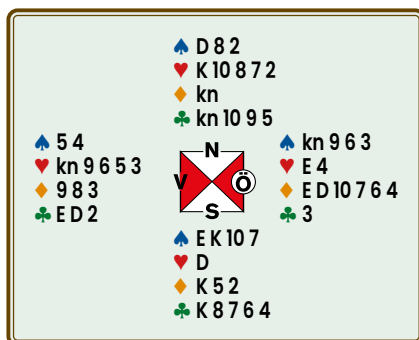 ♠ D 8 2
♥ K 10 8 7 2
♦ kn
♣ kn 10 9 5
♠ 5 4
♥ kn 9 6 5 3
♦ 9 8 3
♣ E D 2
N
V Ö
S
♠ kn 9 6 3
♥ E 4
♦ E D 10 7 6 4
♣ 3
♠ E K 10 7
♥ D
♦ K 5 2
♣ K 8 7 6 4